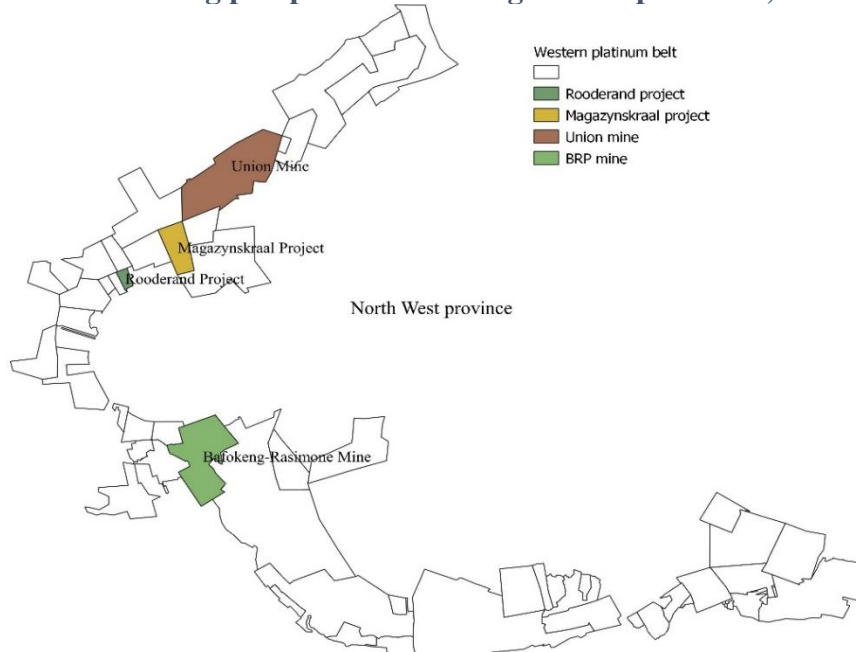 Western platinum belt
Rooderand project
Magazynskraal project
Union mine
BRP mine
Union Mine
Magazynskraal Project
Rooderand Project
North West province
Bafokeng-Rasimone Mine